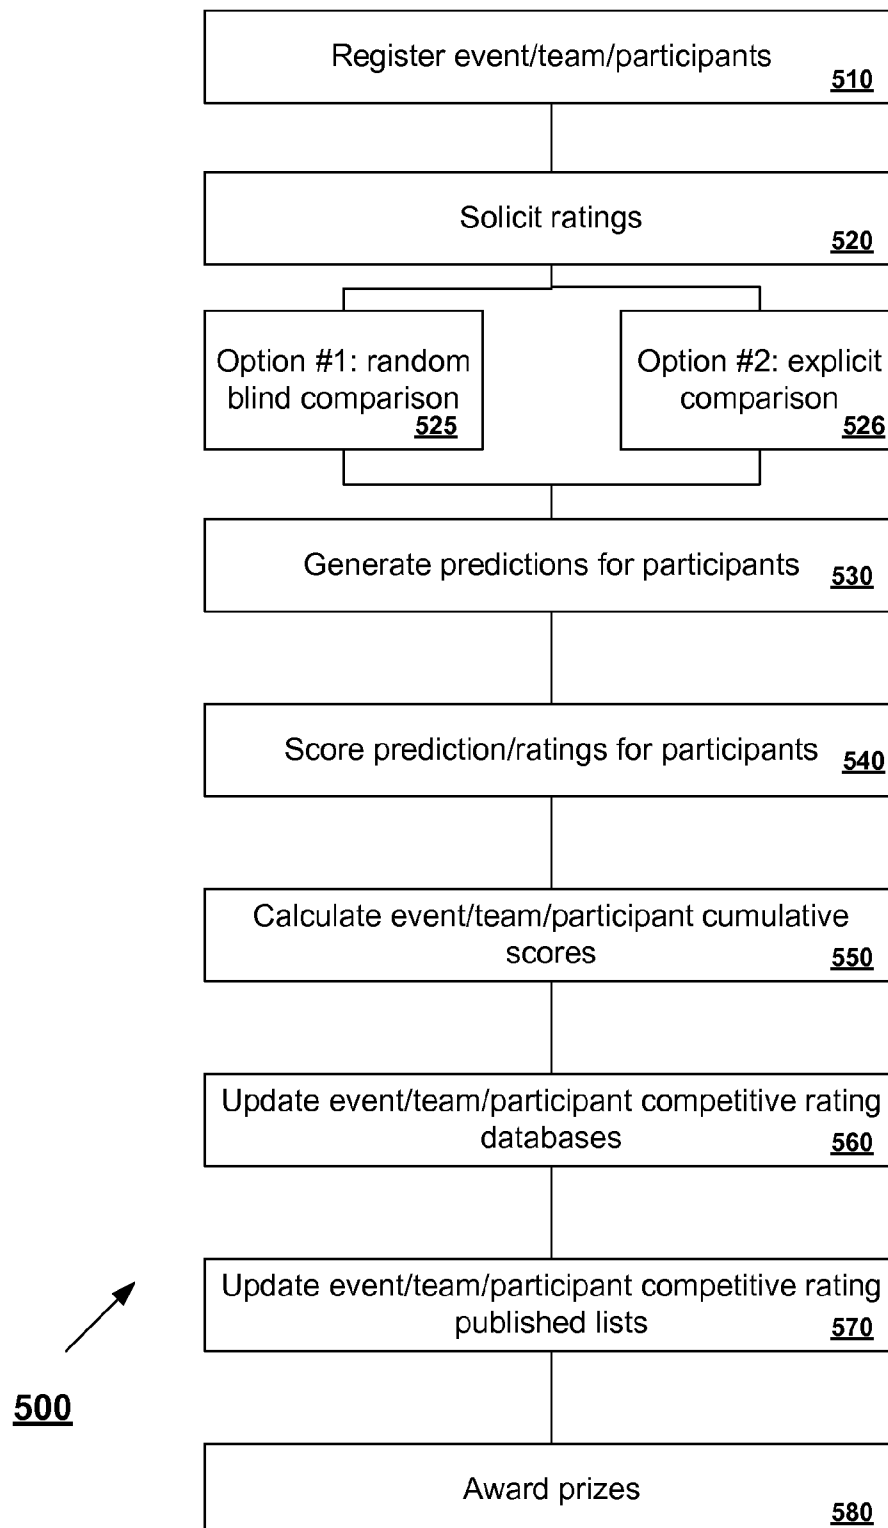 Register event/team/participants
510
Solicit ratings
520
Option #1: random
blind comparison
525
Option #2: explicit
comparison
526
Generate predictions for participants
530
Score prediction/ratings for participants
540
Calculate event/team/participant cumulative
scores
550
Update event/team/participant competitive rating
databases
560
Update event/team/participant competitive rating
published lists
570
500
Award prizes
580